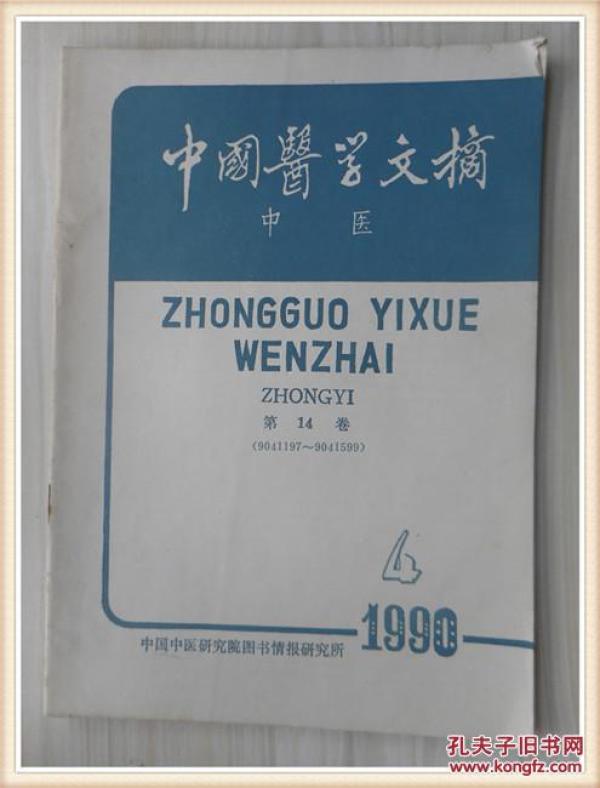 中國醫学文摘
中医
ZHONGGUO YIXUE
WENZHAI
ZHONGYI
第 14 卷
(9041197～9041599)
4
1990
中国中医研究院图书情报研究所
孔夫子旧书网
www.kongfz.com